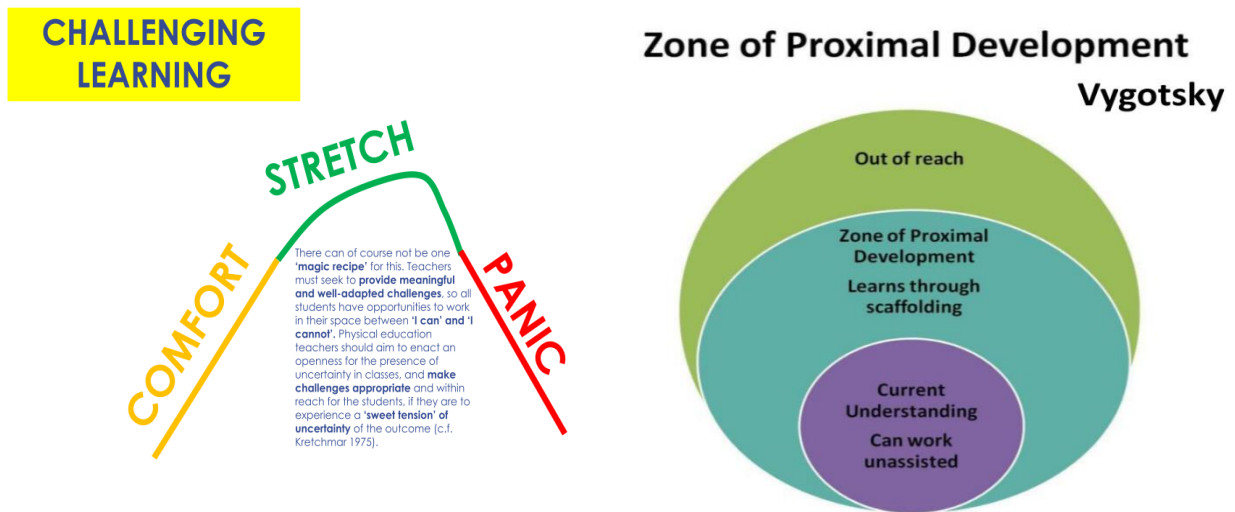 CHALLENGING
LEARNING
COMFORT
STRETCH
PANIC
There can of course not be one
'magic recipe' for this. Teachers
must seek to provide meaningful
and well-adapted challenges, so all
students have opportunities to work
in their space between 'I can' and 'I
cannot'. Physical education
teachers should aim to enact an
openness for the presence of
uncertainty in classes, and make
challenges appropriate and within
reach for the students, if they are to
experience a 'sweet tension' of
uncertainty of the outcome (c.f.
Kretchmar 1975).
Zone of Proximal Development
Vygotsky
Out of reach
Zone of Proximal
Development
Learns through
scaffolding
Current
Understanding
Can work
unassisted